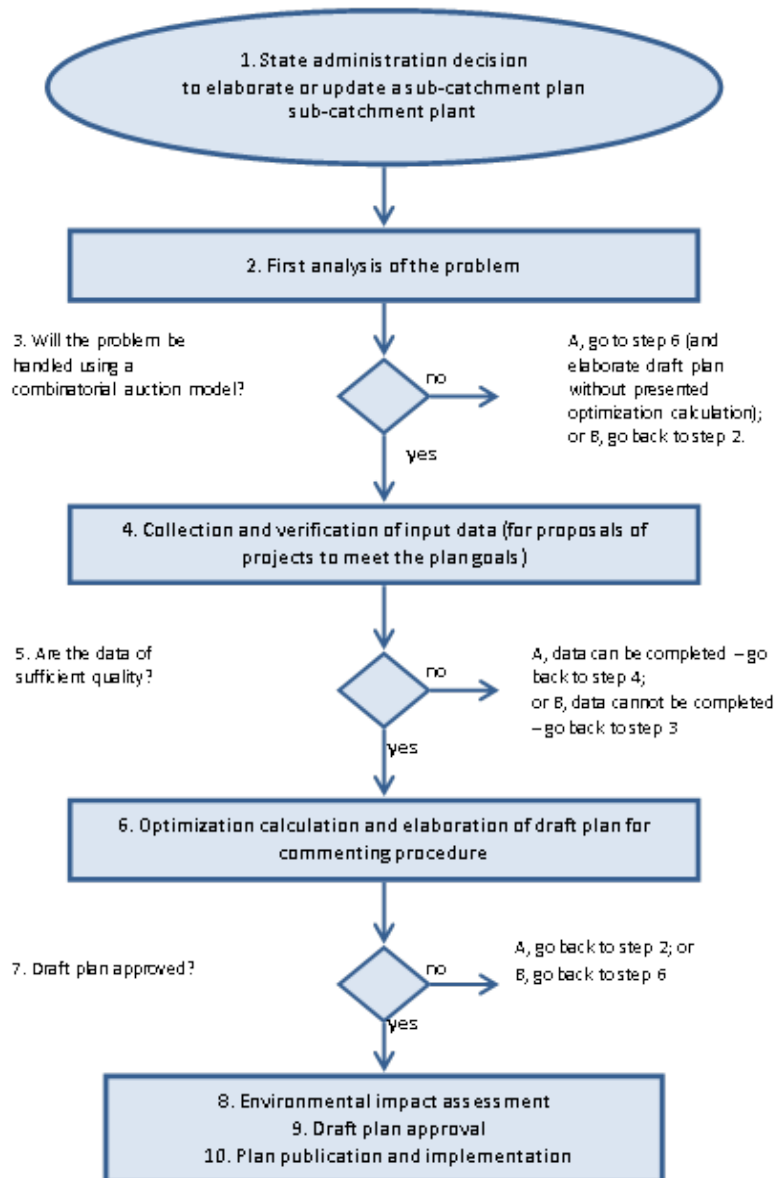 1. State administration decision
to elaborate or update a sub-catchment plan
sub-catchment plant
2. First analysis of the problem
3. Will the problem be
handled using a
combinatorial auction model?
no
A, go to step 6 (and
elaborate draft plan
without presented
optimization calculation);
or B, go back to step 2.
yes
4. Collection and verification of input data (for proposals of
projects to meet the plan goals)
5. Are the data of
sufficient quality?
no
A, data can be completed – go
back to step 4;
or B, data cannot be completed
– go back to step 3
yes
6. Optimization calculation and elaboration of draft plan for
commenting procedure
7. Draft plan approved?
no
A, go back to step 2; or
B, go back to step 6
yes
8. Environmental impact assessment
9. Draft plan approval
10. Plan publication and implementation